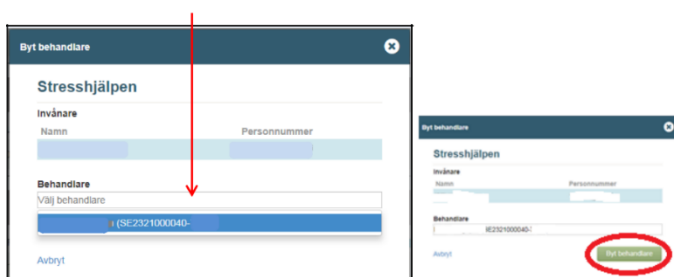 Byt behandlare
Stresshjälpen
Invånare
Namn Personnummer
Behandlare
Välj behandlare
(SE2321000040-
Avbryt
Byt behandlare
Stresshjälpen
Invånare
Namn Personnummer
Behandlare
SE2321000040-
Avbryt Byt behandlare